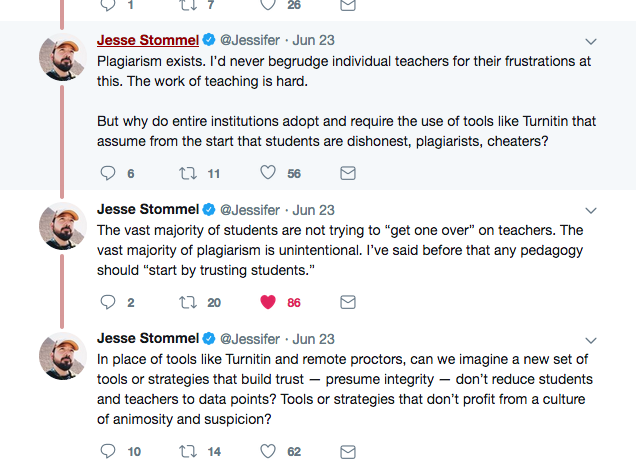 1 7 26
Jesse Stommel @Jessifer · Jun 23
Plagiarism exists. I'd never begrudge individual teachers for their frustrations at
this. The work of teaching is hard.
But why do entire institutions adopt and require the use of tools like Turnitin that
assume from the start that students are dishonest, plagiarists, cheaters?
6 11 56
Jesse Stommel @Jessifer · Jun 23
The vast majority of students are not trying to “get one over” on teachers. The
vast majority of plagiarism is unintentional. I've said before that any pedagogy
should “start by trusting students.”
2 20 86
Jesse Stommel @Jessifer · Jun 23
In place of tools like Turnitin and remote proctors, can we imagine a new set of
tools or strategies that build trust — presume integrity — don't reduce students
and teachers to data points? Tools or strategies that don't profit from a culture
of animosity and suspicion?
10 14 62